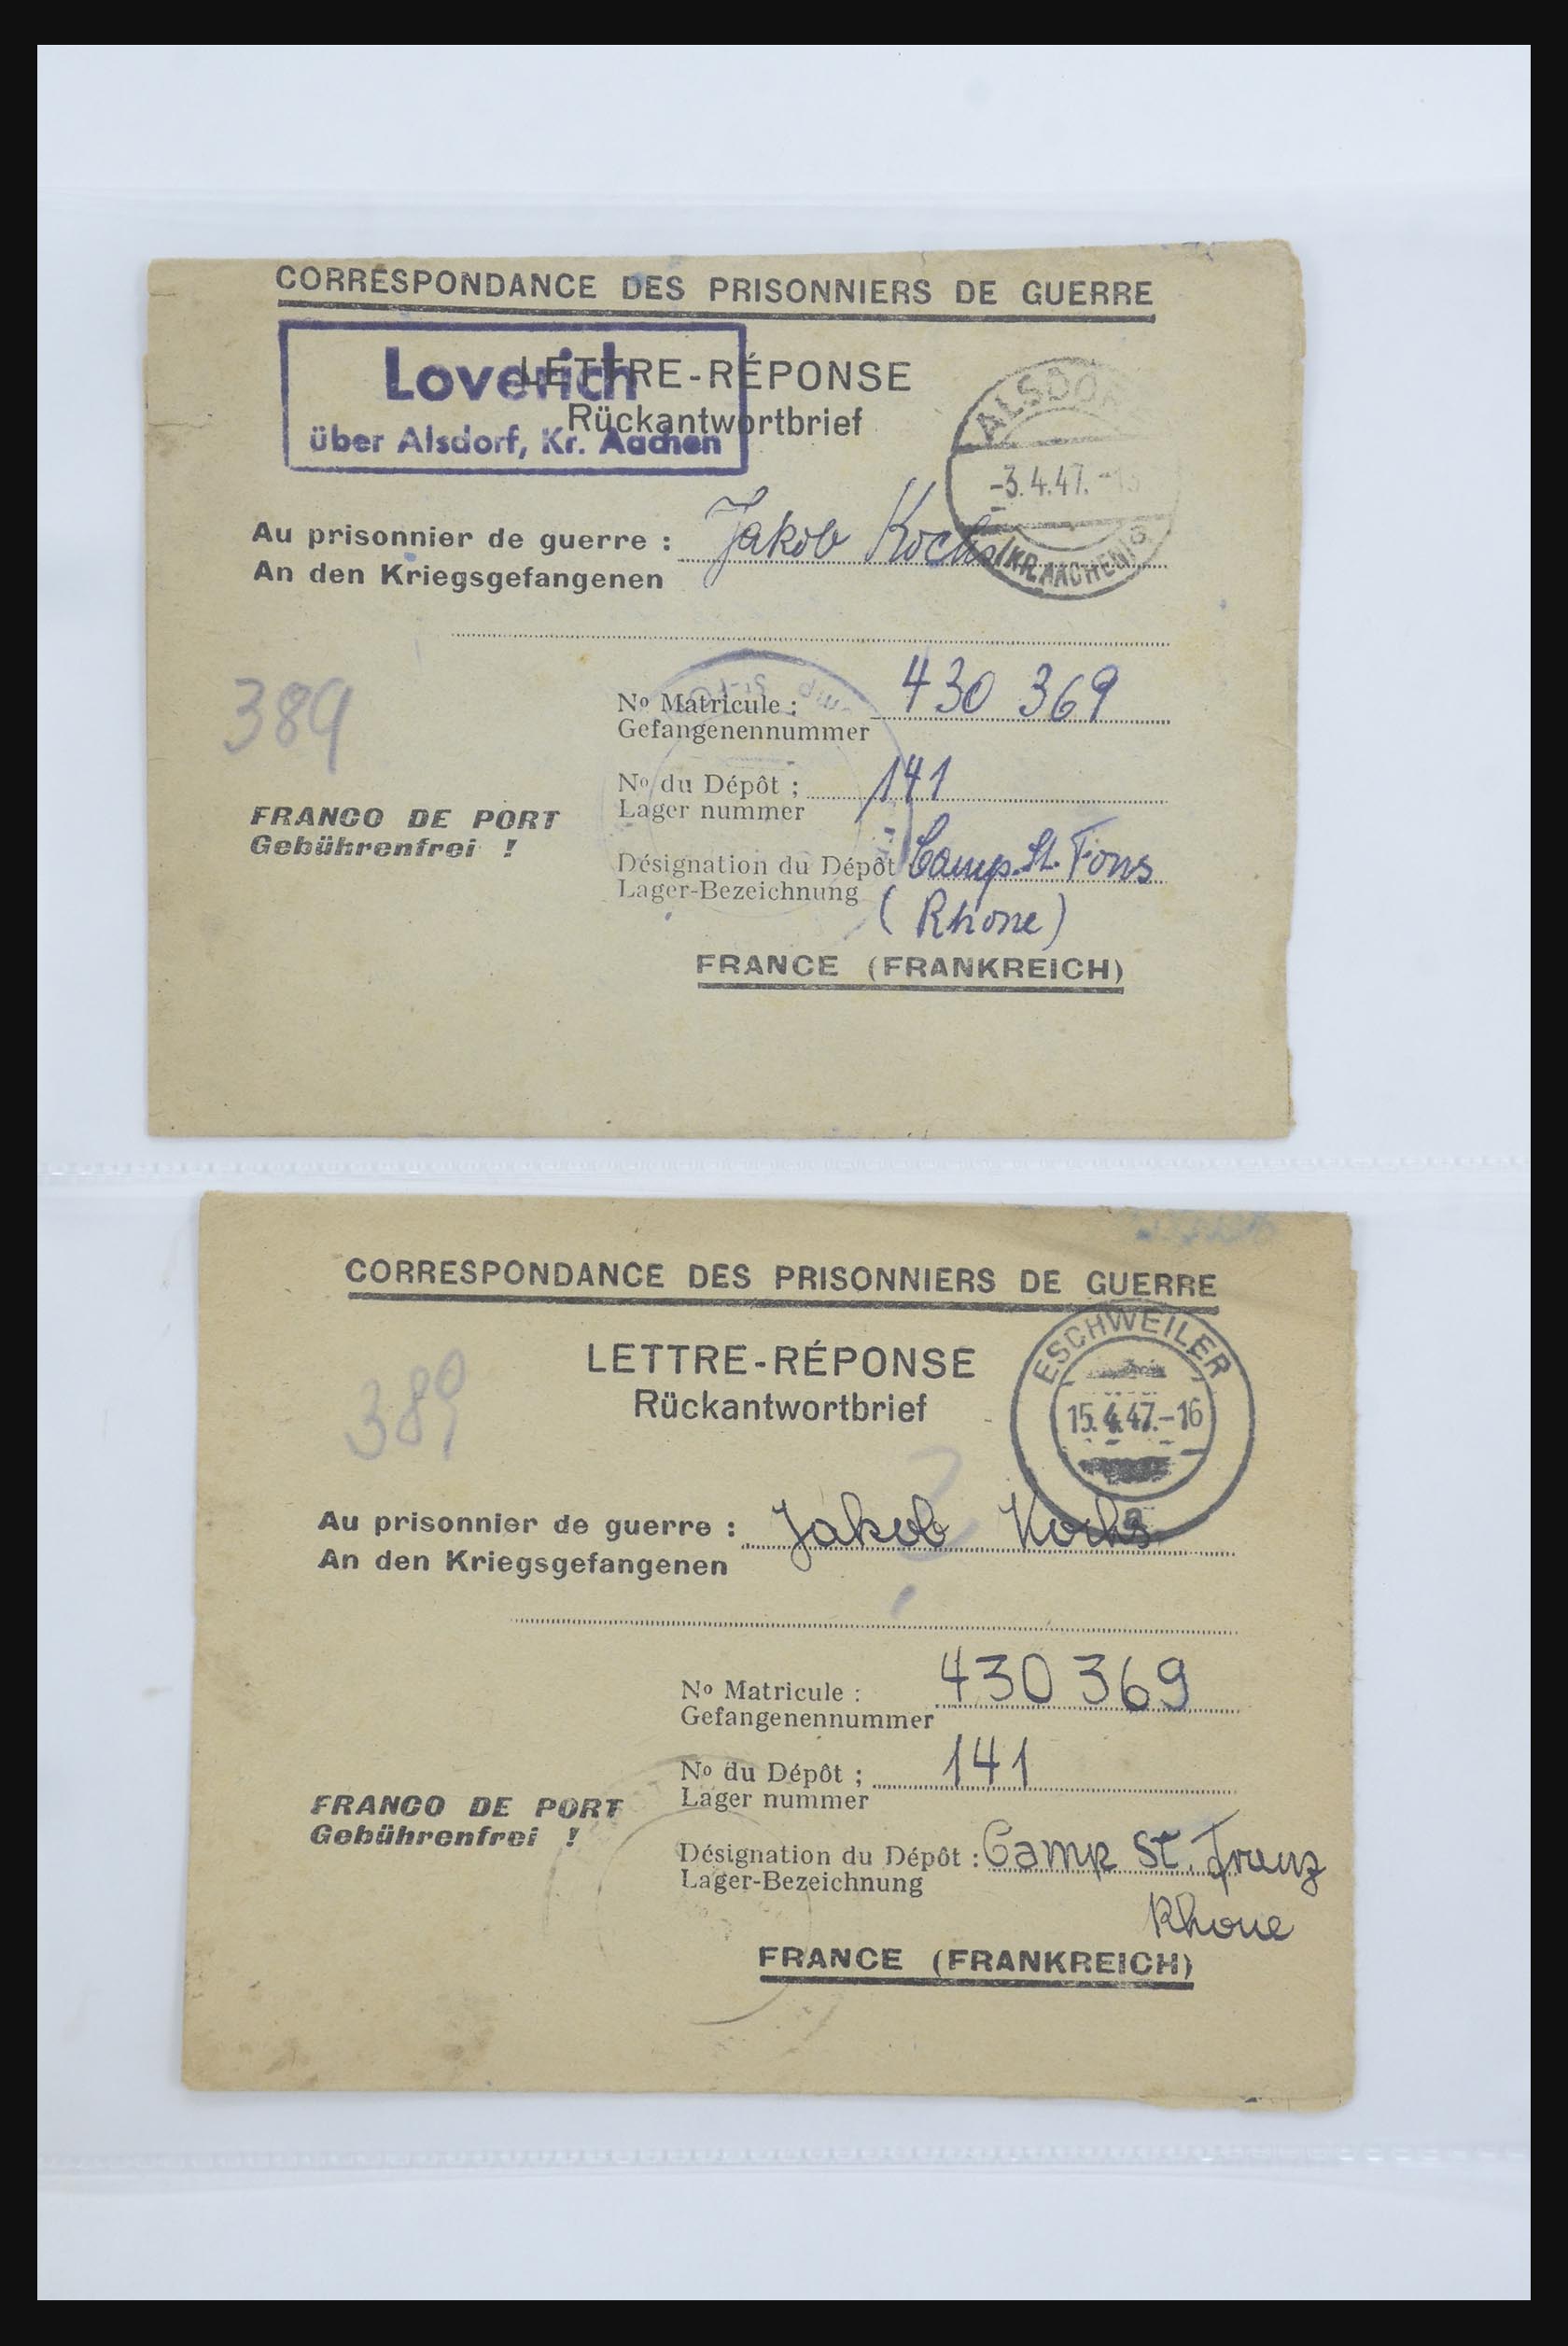 CORRESPONDANCE DES PRISONNIERS DE GUERRE
Loverich
über Alsdorf, Kr. Aachen
LETTRE-RÉPONSE
Rückantwortbrief
ALSDORF
-3.4.47.
(KR. AACHEN)
Au prisonnier de guerre : Jakob Kochs
An den Kriegsgefangenen
389
No Matricule : 430 369
Gefangenennummer
No du Dépôt ; 141
Lager nummer
FRANCO DE PORT
Gebührenfrei !
Désignation du Dépôt : Camp. St. Fons
Lager-Bezeichnung (Rhone)
FRANCE (FRANKREICH)
CORRESPONDANCE DES PRISONNIERS DE GUERRE
LETTRE-RÉPONSE
Rückantwortbrief
ESCHWEILER
15.4.47.-16
389
Au prisonnier de guerre : Jakob Kochs
An den Kriegsgefangenen
No Matricule : 430 369
Gefangenennummer
No du Dépôt ; 141
Lager nummer
FRANCO DE PORT
Gebührenfrei !
Désignation du Dépôt : Camp St. Franz
Lager-Bezeichnung
Rhone
FRANCE (FRANKREICH)